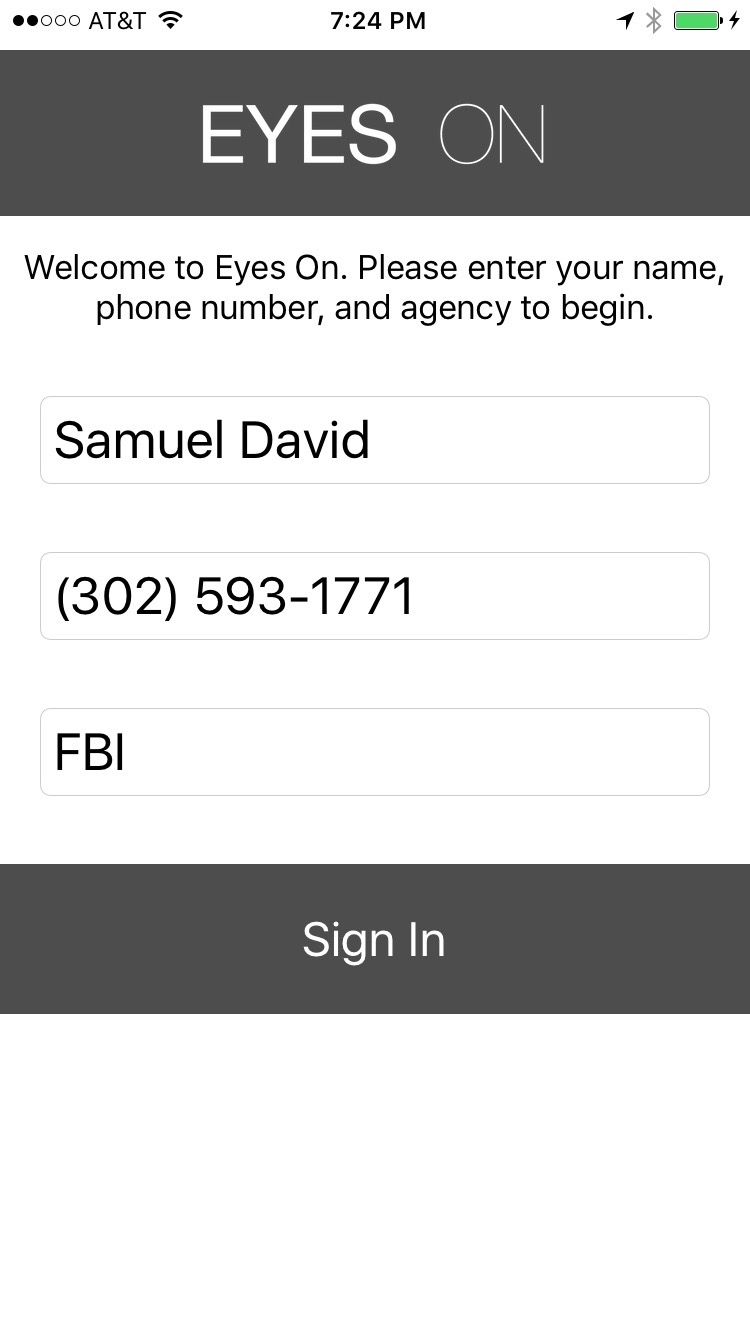 AT&T 7:24 PM
EYES ON
Welcome to Eyes On. Please enter your name,
phone number, and agency to begin.
Samuel David
(302) 593-1771
FBI
Sign In